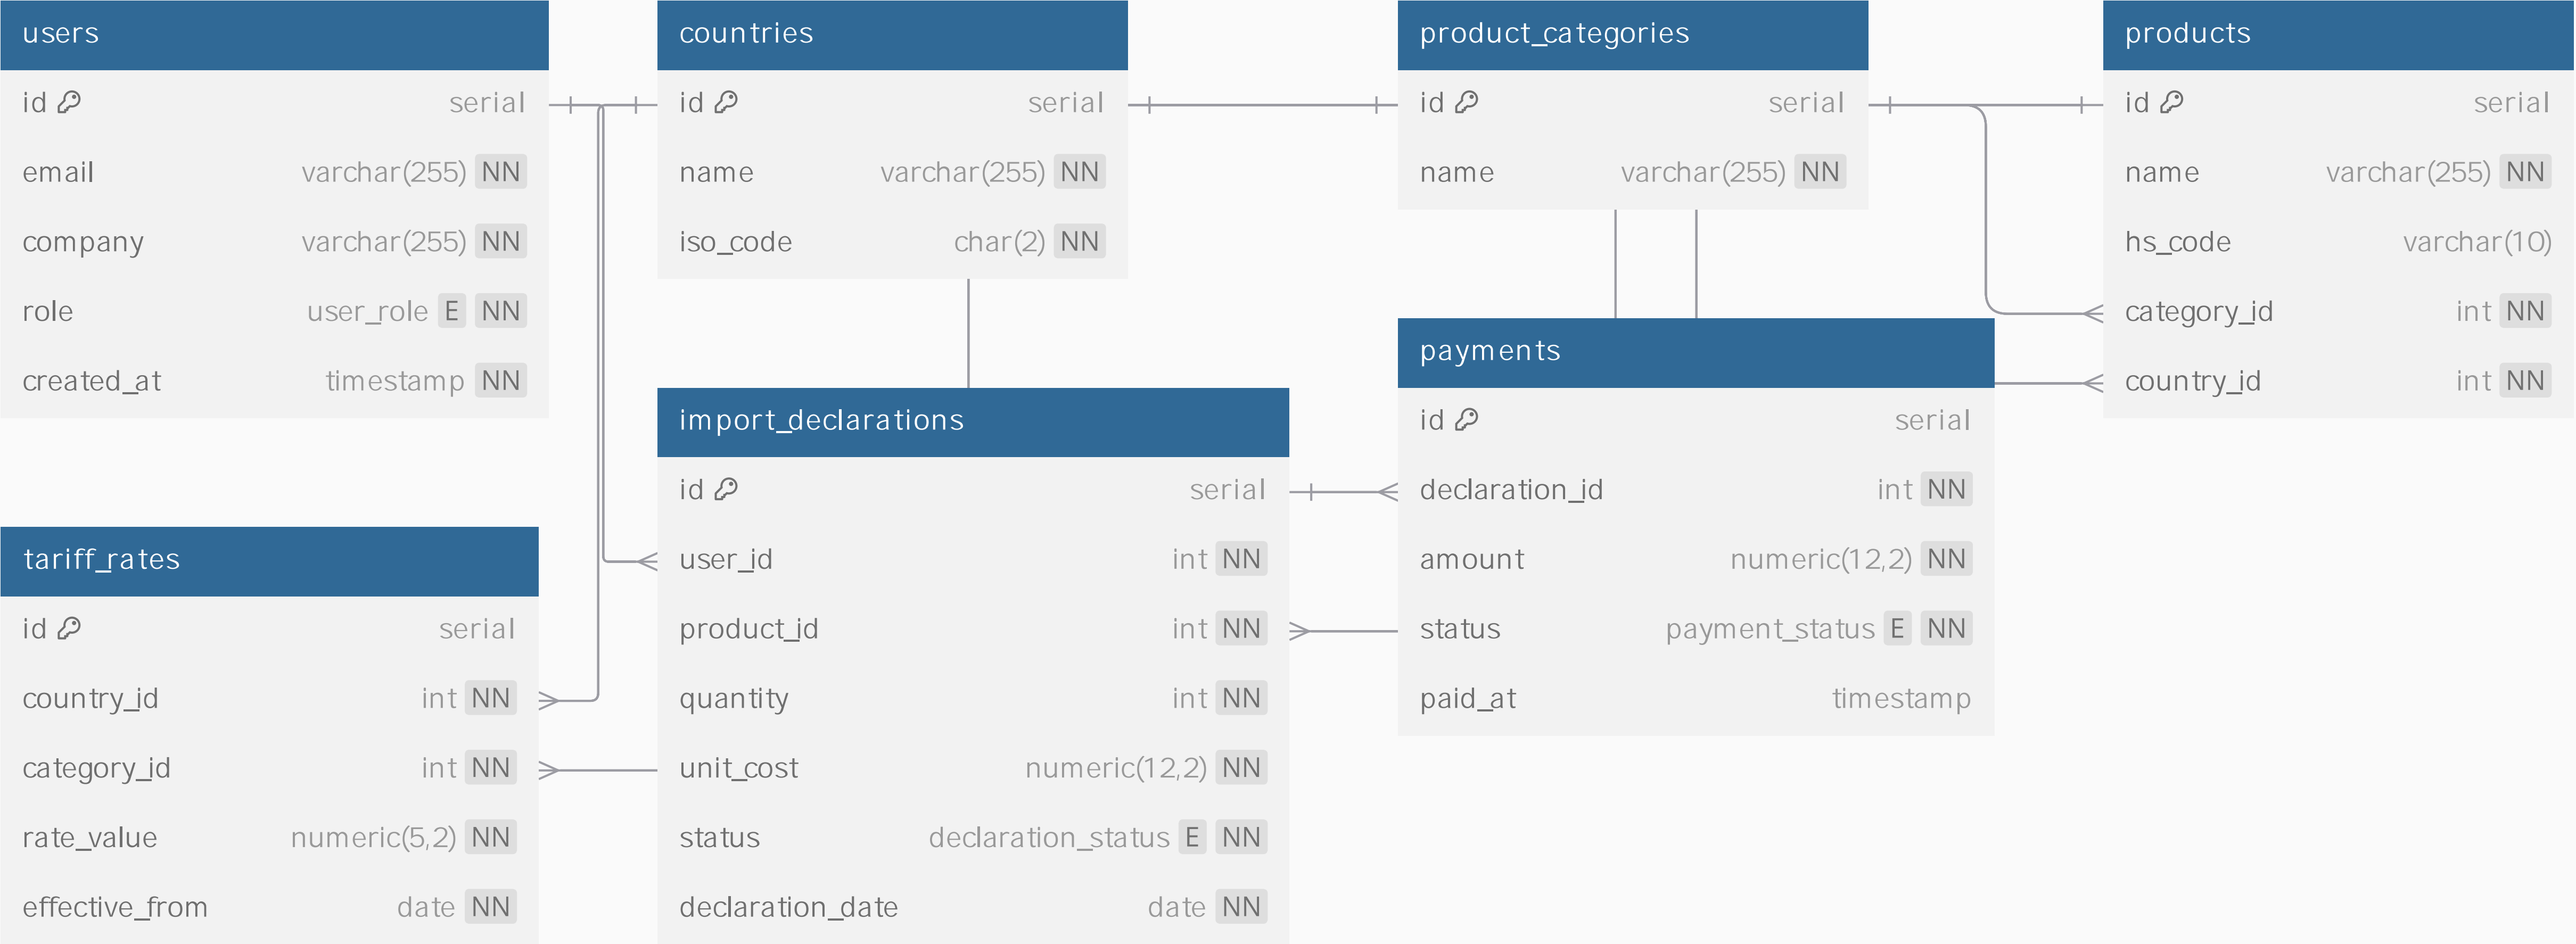 users
id serial
email varchar(255) NN
company varchar(255) NN
role user_role E NN
created_at timestamp NN
countries
id serial
name varchar(255) NN
iso_code char(2) NN
product_categories
id serial
name varchar(255) NN
products
id serial
name varchar(255) NN
hs_code varchar(10)
category_id int NN
country_id int NN
tariff_rates
id serial
country_id int NN
category_id int NN
rate_value numeric(5,2) NN
effective_from date NN
import_declarations
id serial
user_id int NN
product_id int NN
quantity int NN
unit_cost numeric(12,2) NN
status declaration_status E NN
declaration_date date NN
payments
id serial
declaration_id int NN
amount numeric(12,2) NN
status payment_status E NN
paid_at timestamp